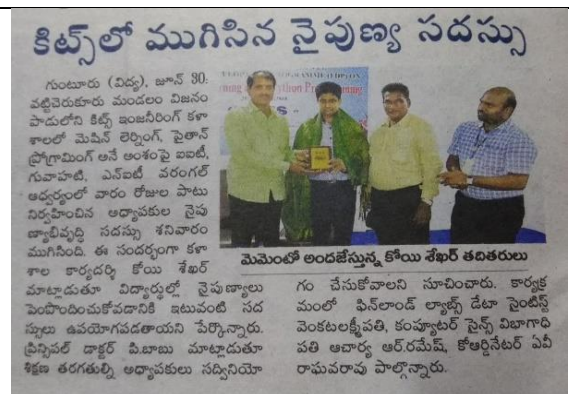 కిట్స్‌లో ముగిసిన నైపుణ్య సదస్సు
గుంటూరు (విద్య), జూన్ 30:
వట్టిచెరుకూరు మండలం విజనం
పాడులోని కిట్స్ ఇంజనీరింగ్ కళా
శాలలో మెషిన్ లెర్నింగ్, పైతాన్
ప్రోగ్రామింగ్ అనే అంశంపై ఐఐటీ,
గువాహటి, ఎన్ఐటీ వరంగల్
ఆధ్వర్యంలో వారం రోజుల పాటు
నిర్వహించిన అధ్యాపకుల నైపు
ణ్యాభివృద్ధి సదస్సు శనివారం
ముగిసింది. ఈ సందర్భంగా కళా
శాల కార్యదర్శి కోయి శేఖర్
మాట్లాడుతూ విద్యార్థుల్లో నైపుణ్యాలు
పెంపొందించుకోవడానికి ఇటువంటి సద
స్సులు ఉపయోగపడతాయని పేర్కొన్నారు.
ప్రిన్సిపల్ డాక్టర్ పి.బాబు మాట్లాడుతూ
శిక్షణ తరగతుల్ని అధ్యాపకులు సద్వినియో
మెమెంటో అందజేస్తున్న కోయి శేఖర్ తదితరులు
గం చేసుకోవాలని సూచించారు. కార్యక్ర
మంలో ఫిన్‌లాండ్ ల్యాబ్స్ డేటా సైంటిస్ట్
వెంకటలక్ష్మీపతి, కంప్యూటర్ సైన్స్ విభాగాధి
పతి ఆచార్య ఆర్.రమేష్, కోఆర్డినేటర్ ఏవీ
రాఘవరావు పాల్గొన్నారు.